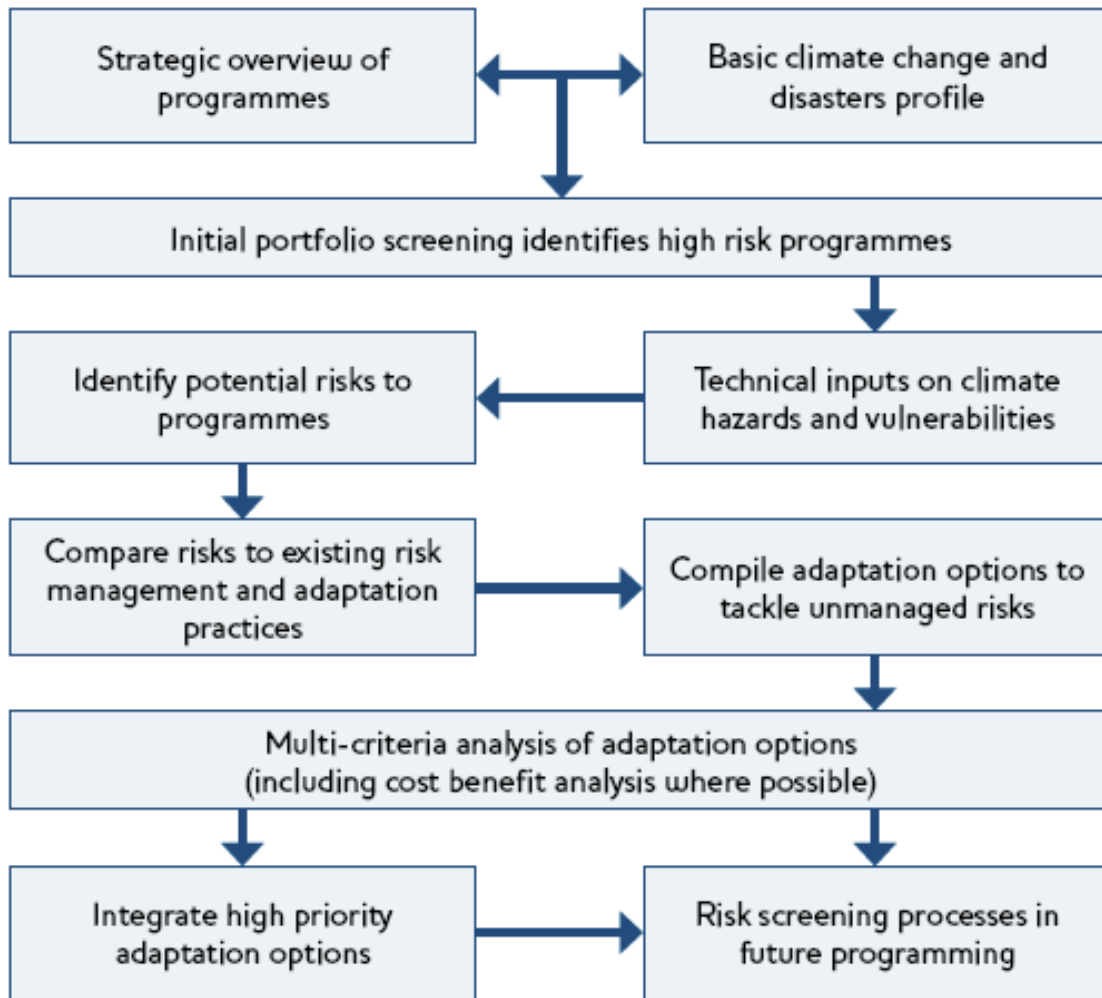 Strategic overview of
programmes
Basic climate change and
disasters profile
Initial portfolio screening identifies high risk programmes
Identify potential risks to
programmes
Technical inputs on climate
hazards and vulnerabilities
Compare risks to existing risk
management and adaptation
practices
Compile adaptation options to
tackle unmanaged risks
Multi-criteria analysis of adaptation options
(including cost benefit analysis where possible)
Integrate high priority
adaptation options
Risk screening processes in
future programming